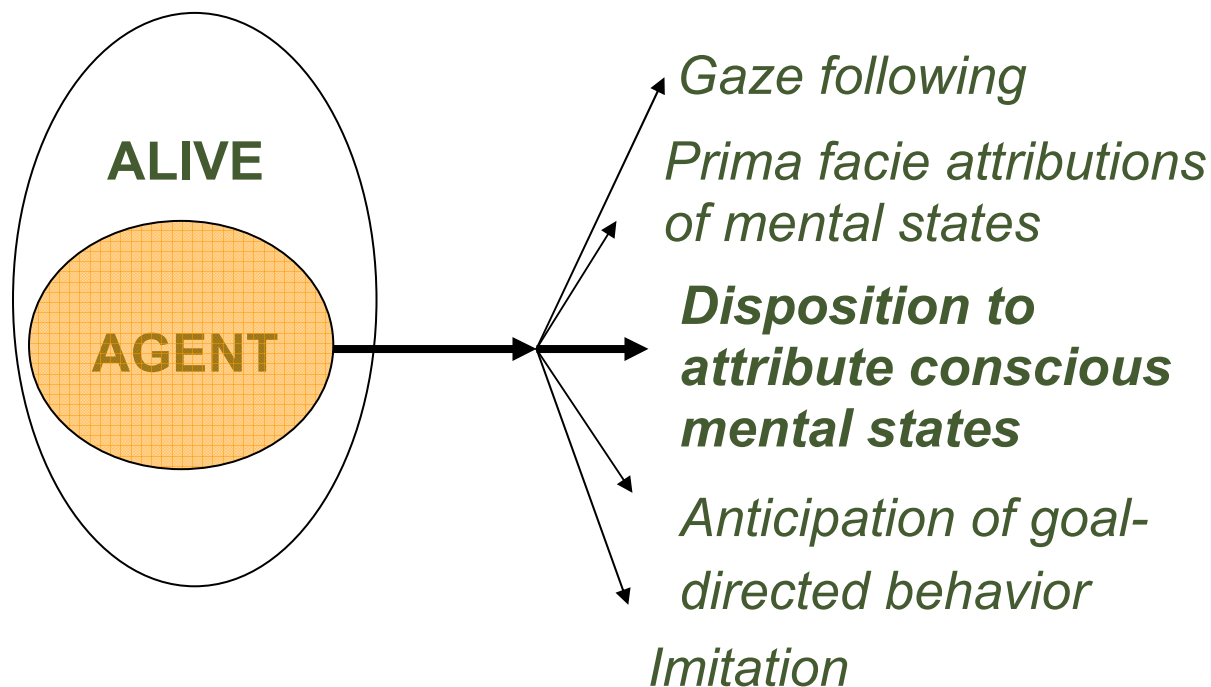 ALIVE
AGENT
Gaze following
Prima facie attributions
of mental states
Disposition to
attribute conscious
mental states
Anticipation of goal-
directed behavior
Imitation